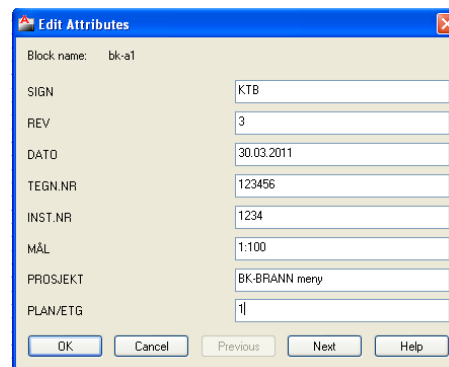 Edit Attributes
Block name: bk-a1
SIGN KTB
REV 3
DATO 30.03.2011
TEGN.NR 123456
INST.NR 1234
MÅL 1:100
PROSJEKT BK-BRANN meny
PLAN/ETG 1
OK Cancel Previous Next Help